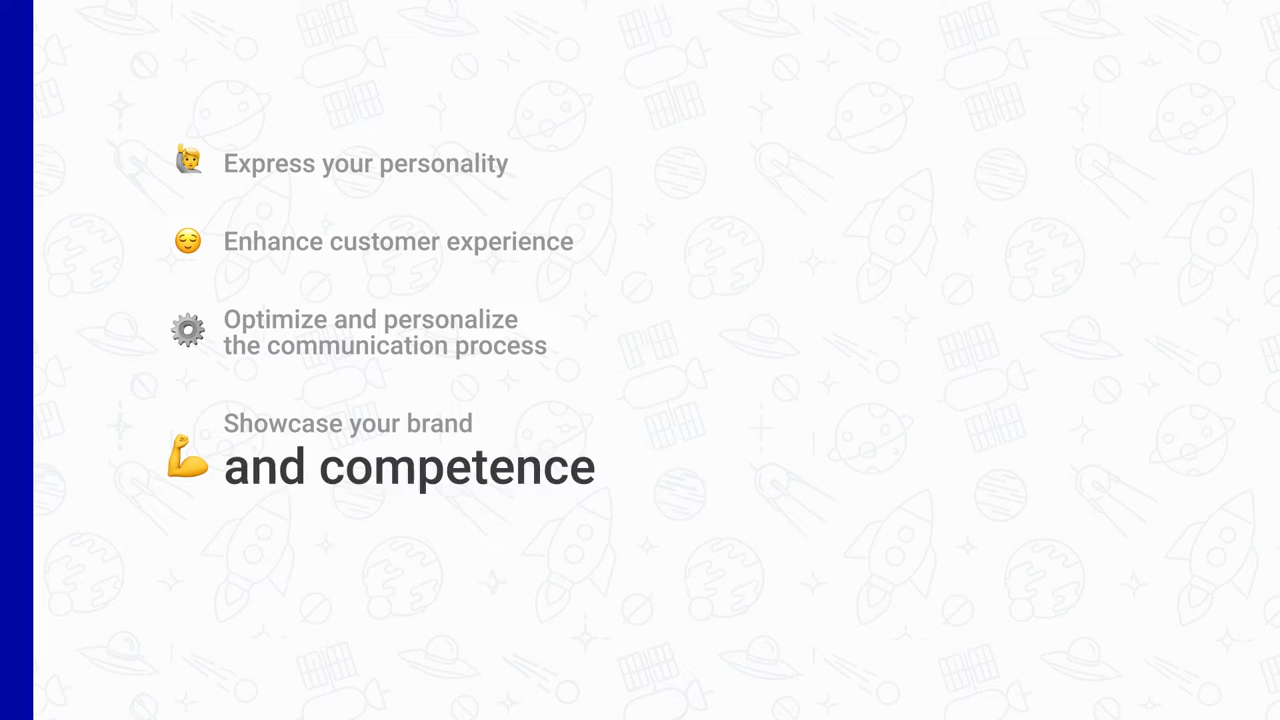 Express your personality
Enhance customer experience
Optimize and personalize
the communication process
Showcase your brand
and competence